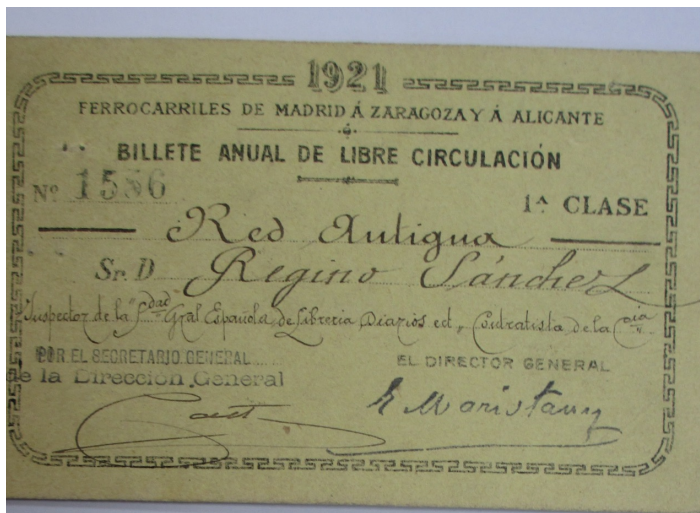 1921
FERROCARRILES DE MADRID Á ZARAGOZA Y Á ALICANTE
BILLETE ANUAL DE LIBRE CIRCULACIÓN
Nº 1586
1ª CLASE
Red Antigua
Sr. D Regino Sánchez
Inspector de la Sdad Gral Española de Libreria Diarios ect, Contratista de la Cia
POR EL SECRETARIO GENERAL
de la Dirección General
EL DIRECTOR GENERAL
E Maristany